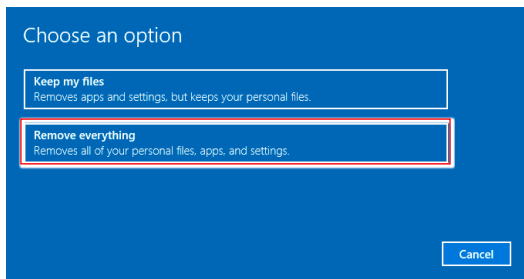 Choose an option
Keep my files
Removes apps and settings, but keeps your personal files.
Remove everything
Removes all of your personal files, apps, and settings.
Cancel